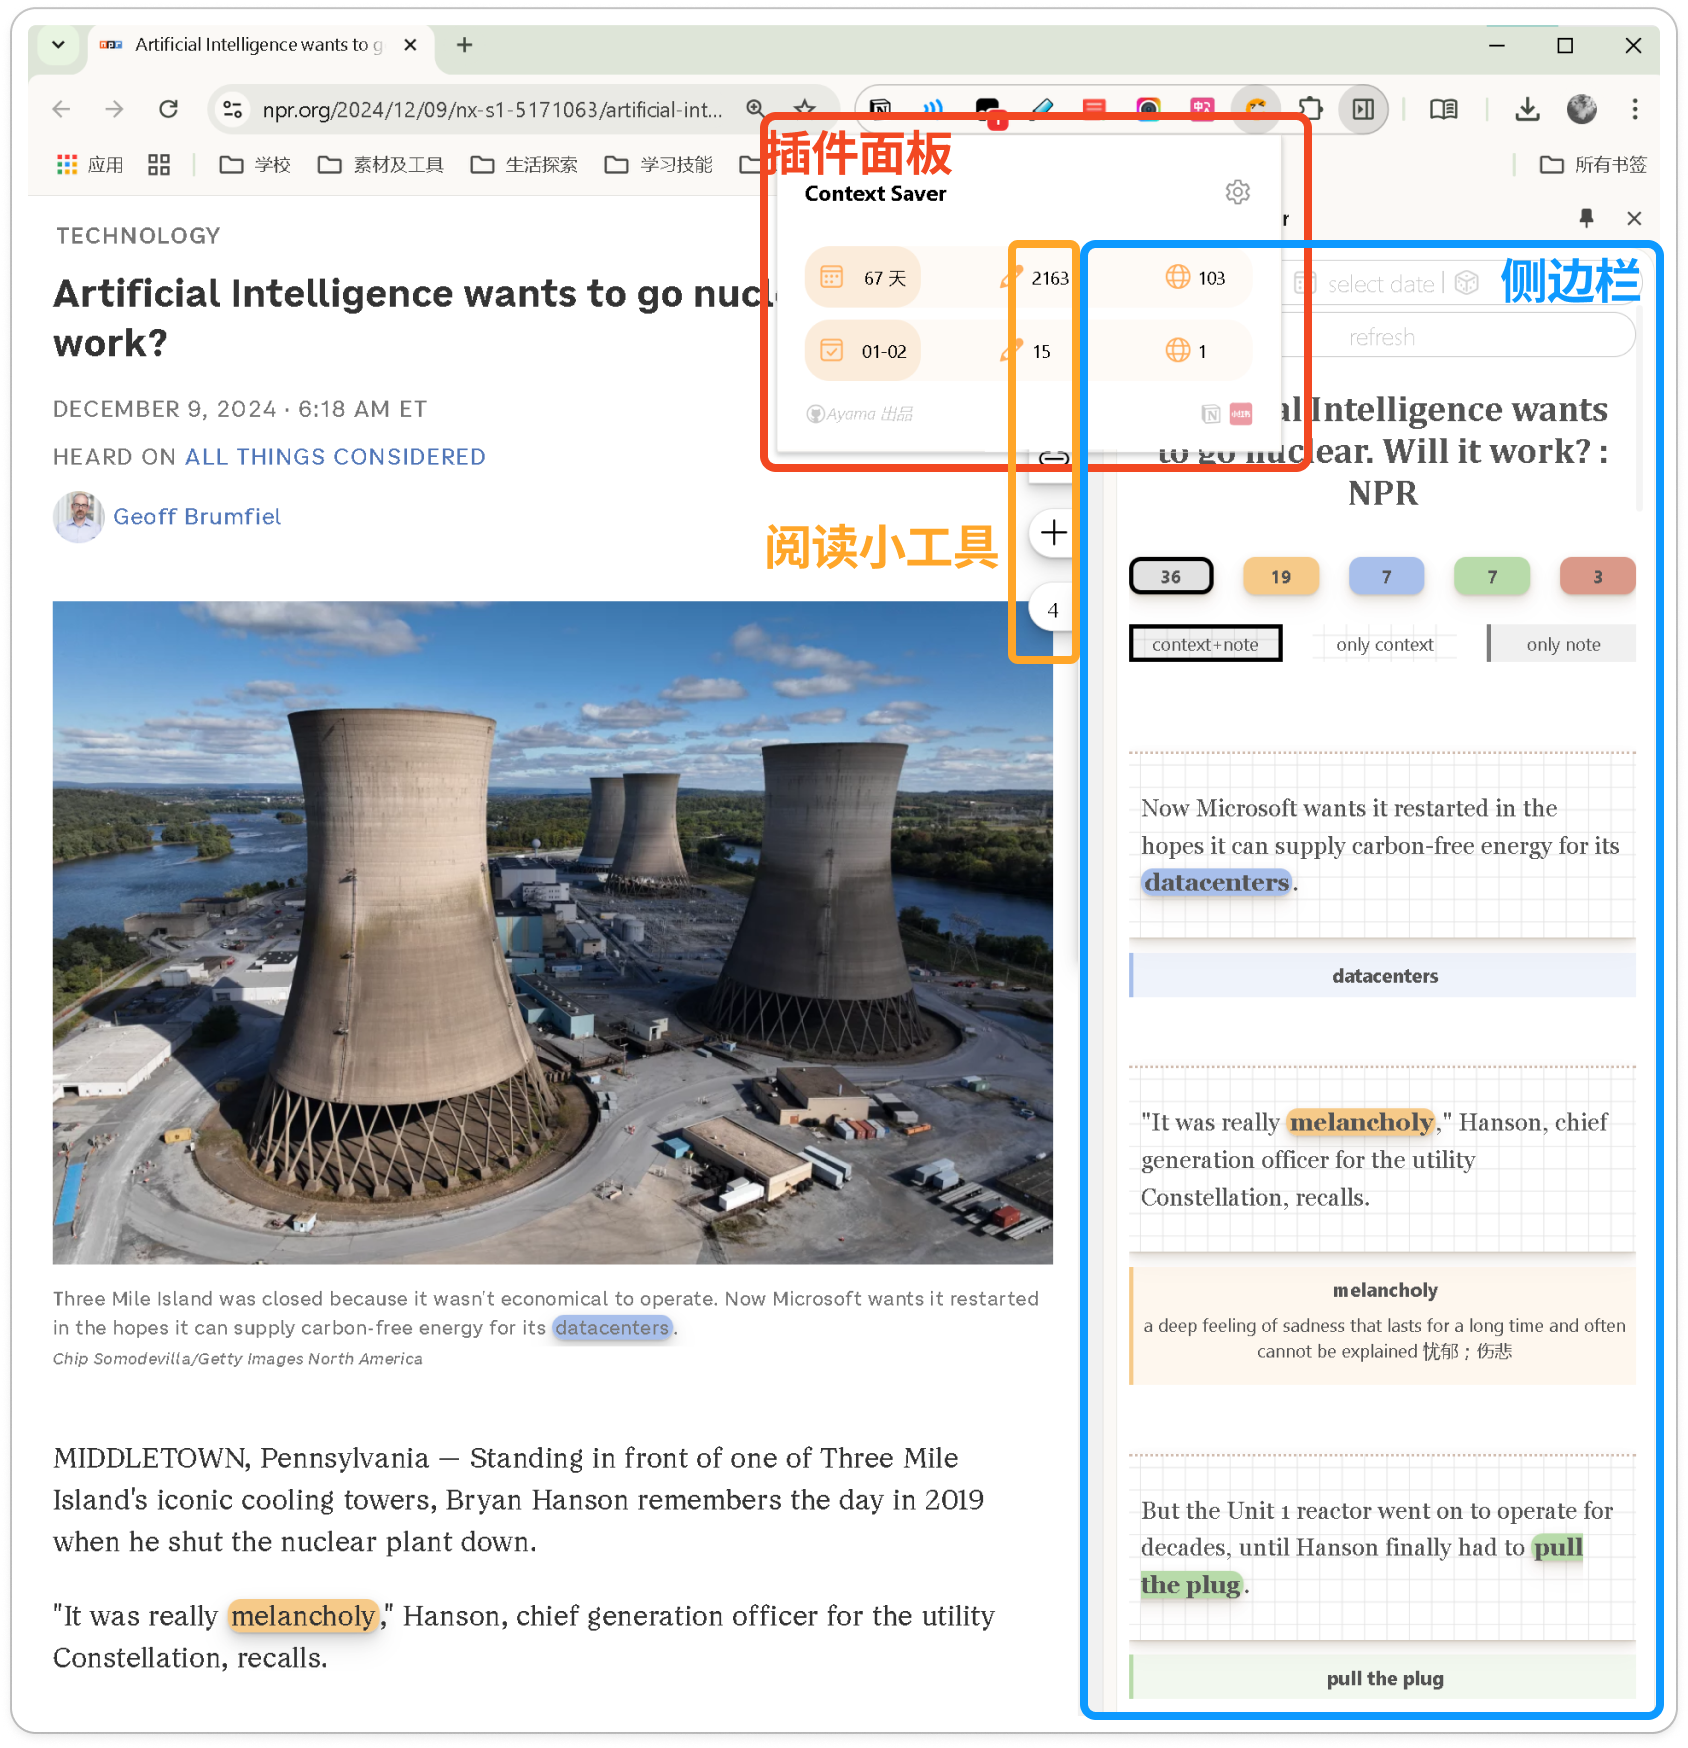 Artificial Intelligence wants to g
npr.org/2024/12/09/nx-s1-5171063/artificial-int...
应用
学校
素材及工具
生活探索
学习技能
所有书签
插件面板
Context Saver
67 天
2163
103
01-02
15
1
Ayama 出品
小红书
阅读小工具
4
侧边栏
TECHNOLOGY
Artificial Intelligence wants to go nucl
work?
DECEMBER 9, 2024 · 6:18 AM ET
HEARD ON ALL THINGS CONSIDERED
Geoff Brumfiel
Three Mile Island was closed because it wasn't economical to operate. Now Microsoft wants it restarted
in the hopes it can supply carbon-free energy for its datacenters.
Chip Somodevilla/Getty Images North America
MIDDLETOWN, Pennsylvania — Standing in front of one of Three Mile
Island's iconic cooling towers, Bryan Hanson remembers the day in 2019
when he shut the nuclear plant down.
"It was really melancholy," Hanson, chief generation officer for the utility
Constellation, recalls.
r
select date
refresh
al Intelligence wants
to go nuclear. Will it work? :
NPR
36
19
7
7
3
context+note
only context
only note
Now Microsoft wants it restarted in the
hopes it can supply carbon-free energy for its
datacenters.
datacenters
"It was really melancholy," Hanson, chief
generation officer for the utility
Constellation, recalls.
melancholy
a deep feeling of sadness that lasts for a long time and often
cannot be explained 忧郁；伤悲
But the Unit 1 reactor went on to operate for
decades, until Hanson finally had to pull
the plug.
pull the plug